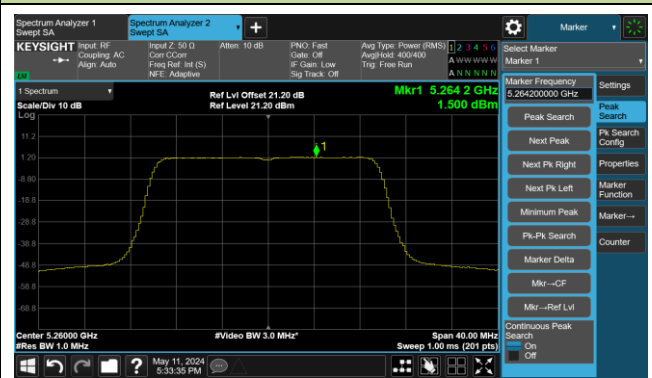 Spectrum Analyzer 1
Swept SA
Spectrum Analyzer 2
Swept SA
Marker
KEYSIGHT
Input: RF
Coupling: AC
Align: Auto
Input Z: 50 Ω
Corr CCorr
Freq Ref: Int (S)
NFE: Adaptive
Atten: 10 dB
PNO: Fast
Gate: Off
IF Gain: Low
Sig Track: Off
Avg Type: Power (RMS)
Avg|Hold: 400/400
Trig: Free Run
1 2 3 4 5 6
A W W W W W
A N N N N N
LXI
Select Marker
Marker 1
1 Spectrum
Scale/Div 10 dB
Log
Ref Lvl Offset 21.20 dB
Ref Level 21.20 dBm
Mkr1 5.264 2 GHz
1.500 dBm
11.2
1.20
-8.80
-18.8
-28.8
-38.8
-48.8
-58.8
-68.8
1
Center 5.26000 GHz
#Res BW 1.0 MHz
#Video BW 3.0 MHz*
Span 40.00 MHz
Sweep 1.00 ms (201 pts)
Marker Frequency
5.264200000 GHz
Peak Search
Next Peak
Next Pk Right
Next Pk Left
Minimum Peak
Pk-Pk Search
Marker Delta
Mkr→CF
Mkr→Ref Lvl
Continuous Peak
Search
On
Off
Settings
Peak
Search
Pk Search
Config
Properties
Marker
Function
Marker→
Counter
May 11, 2024
5:33:35 PM